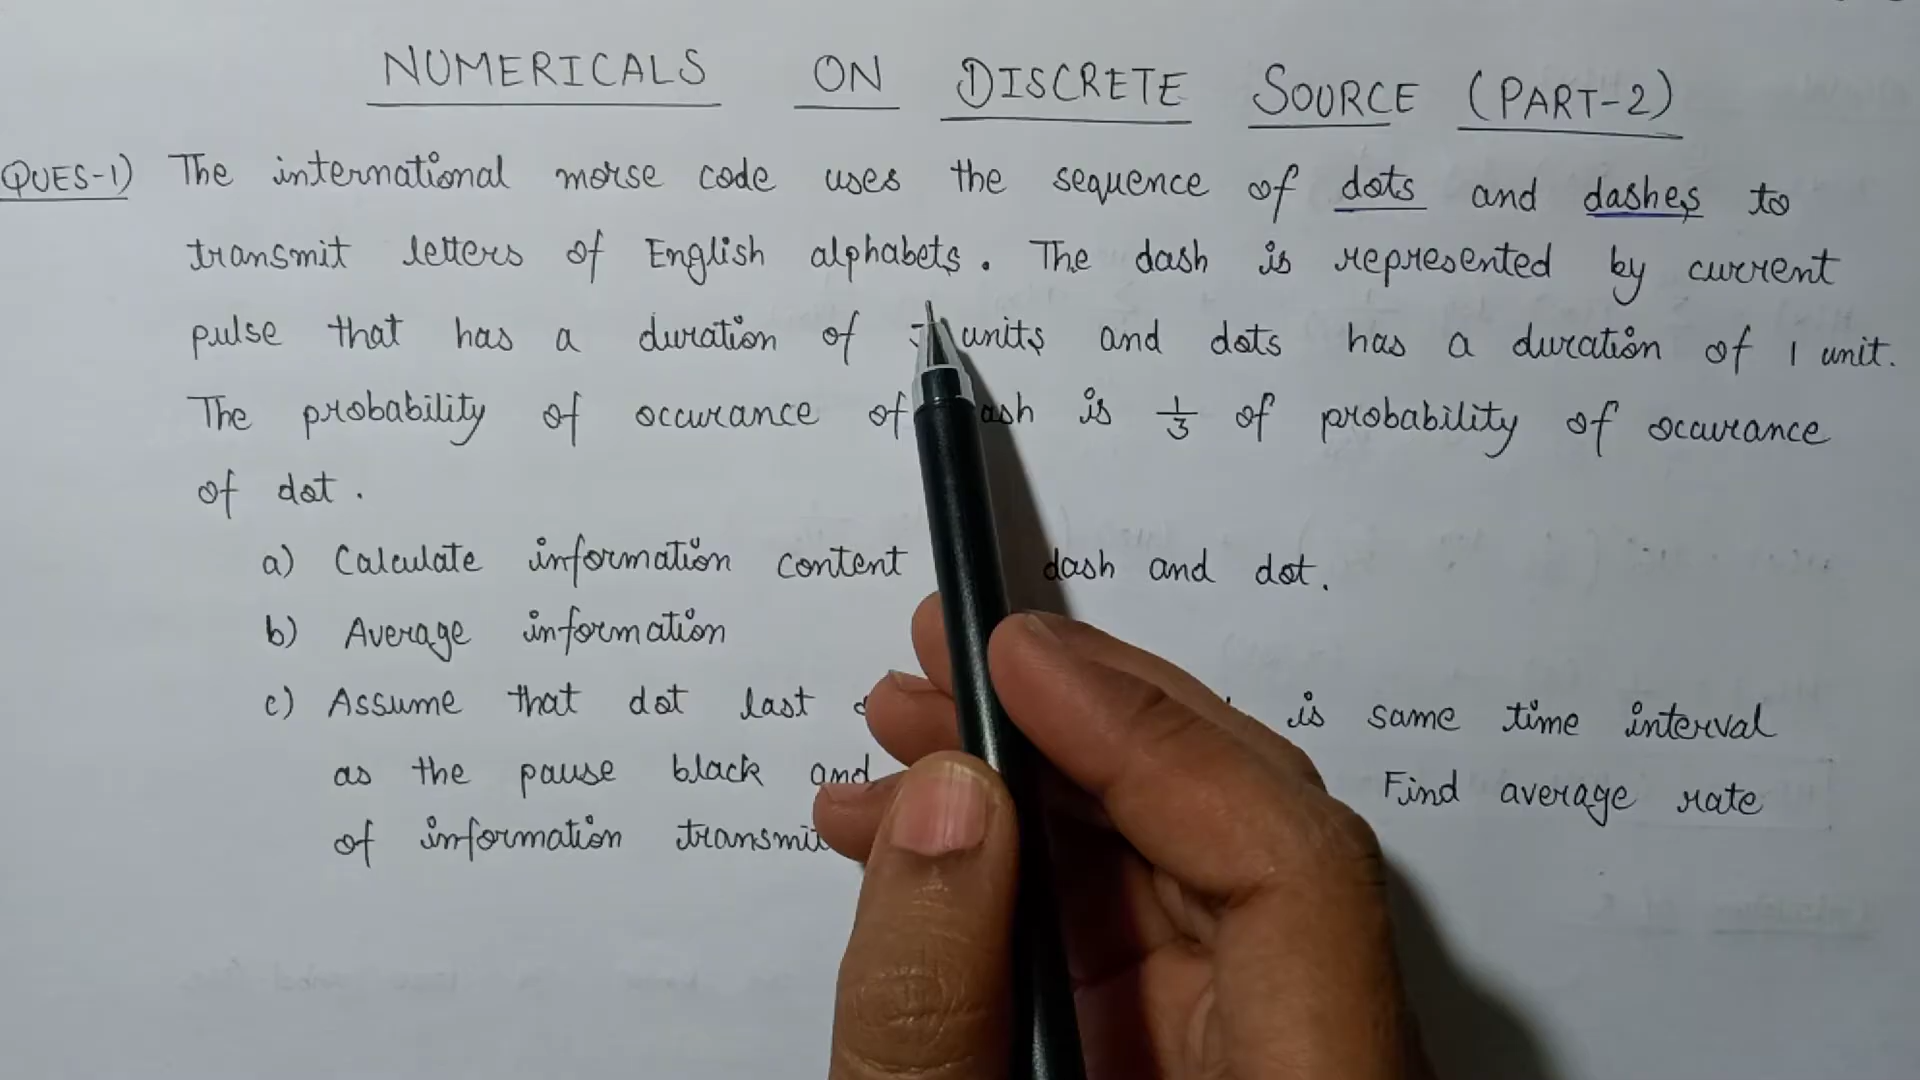 NUMERICALS ON DISCRETE SOURCE (PART-2)
QUES-1) The international morse code uses the sequence of dots and dashes to
transmit letters of English alphabets. The dash is represented by current
pulse that has a duration of units and dots has a duration of 1 unit.
The probability of occurance of is 1/3 of probability of occurance
of dot.
a) Calculate information content dash and dot.
b) Average information
c) Assume that dot last is same time interval
as the pause black and Find average rate
of information